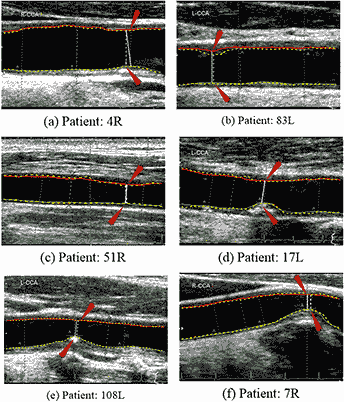 R-CCA
L-CCA
(a) Patient: 4R
(b) Patient: 83L
(c) Patient: 51R
L-CCA
(d) Patient: 17L
L-CCA
R-CCA
(e) Patient: 108L
(f) Patient: 7R